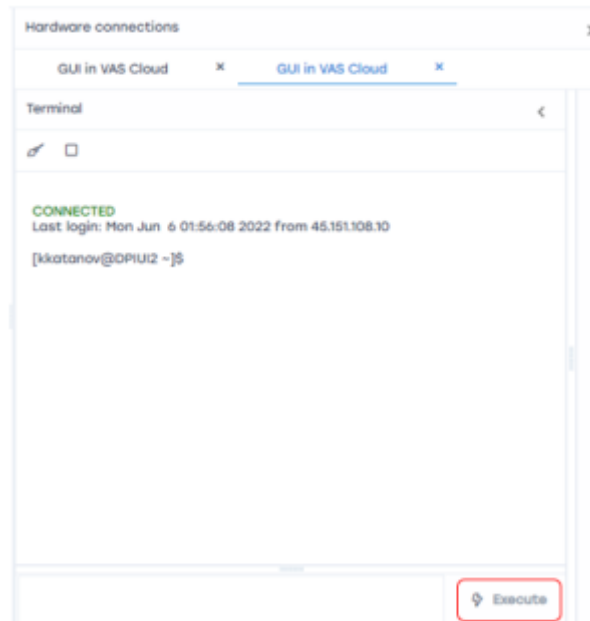 Hardware connections
GUI in VAS Cloud × GUI in VAS Cloud ×
Terminal
CONNECTED
Last login: Mon Jun 6 01:56:08 2022 from 45.151.108.10
[kkatanov@DPIUI2 ~]$
Execute